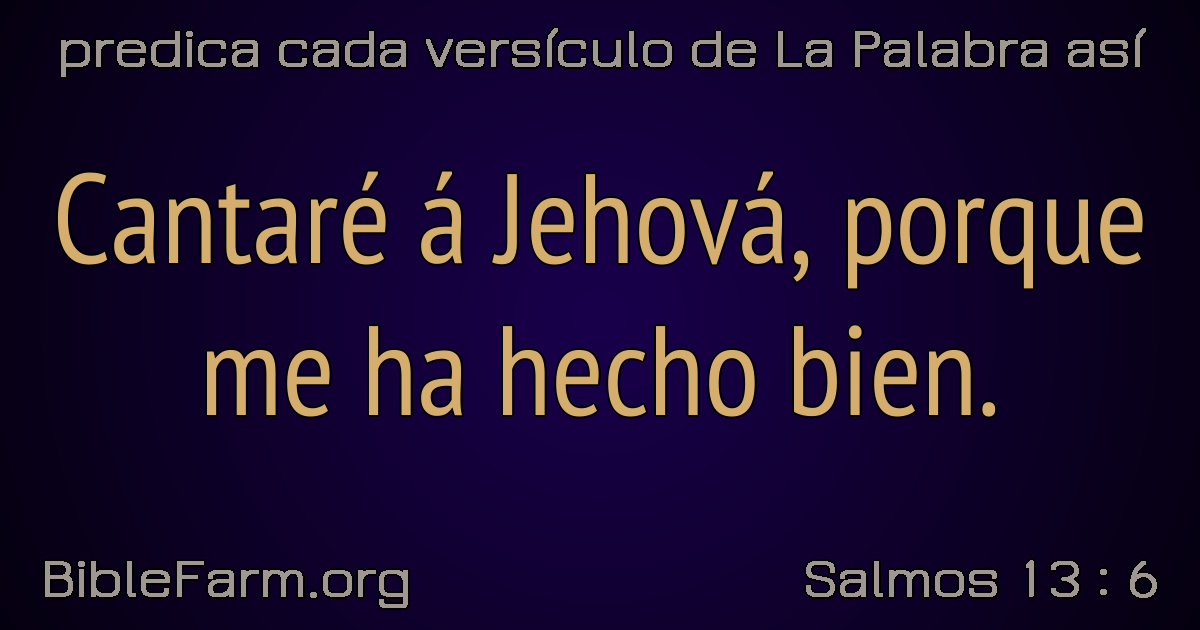 predica cada versículo de La Palabra así
Cantaré á Jehová, porque
me ha hecho bien.
BibleFarm.org
Salmos 13 : 6